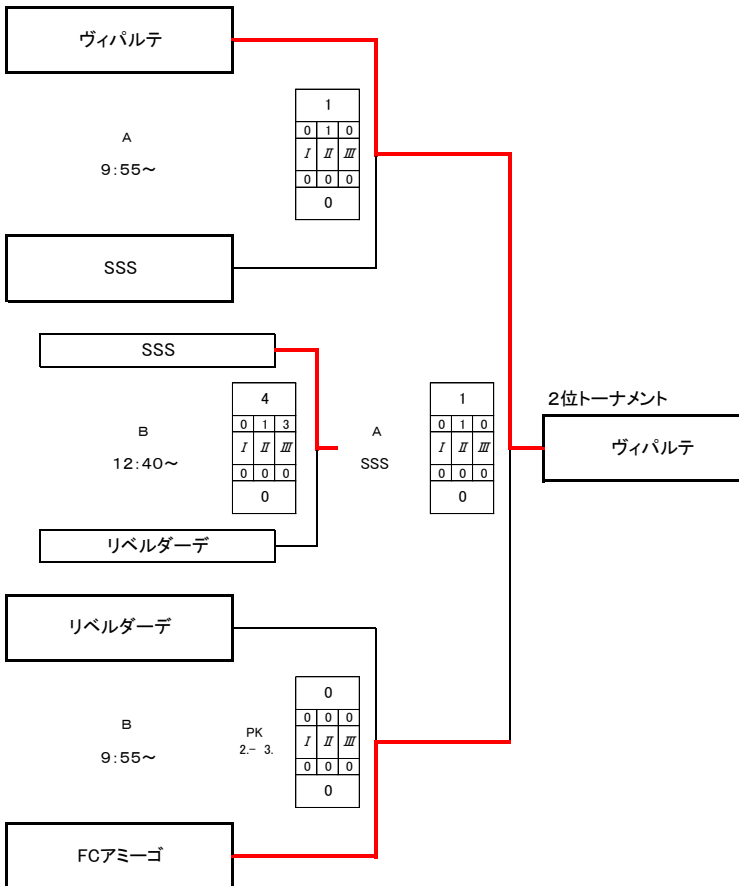 ヴィパルテ
1
0 1 0
A
I II III
9:55～
0 0 0
0
SSS
SSS
4
1
2位トーナメント
0 1 3
0 1 0
B
A
ヴィパルテ
I II III
I II III
12:40～
SSS
0 0 0
0 0 0
0
0
リベルダーデ
リベルダーデ
0
0 0 0
B
PK
I II III
2.- 3.
9:55～
0 0 0
0
FCアミーゴ